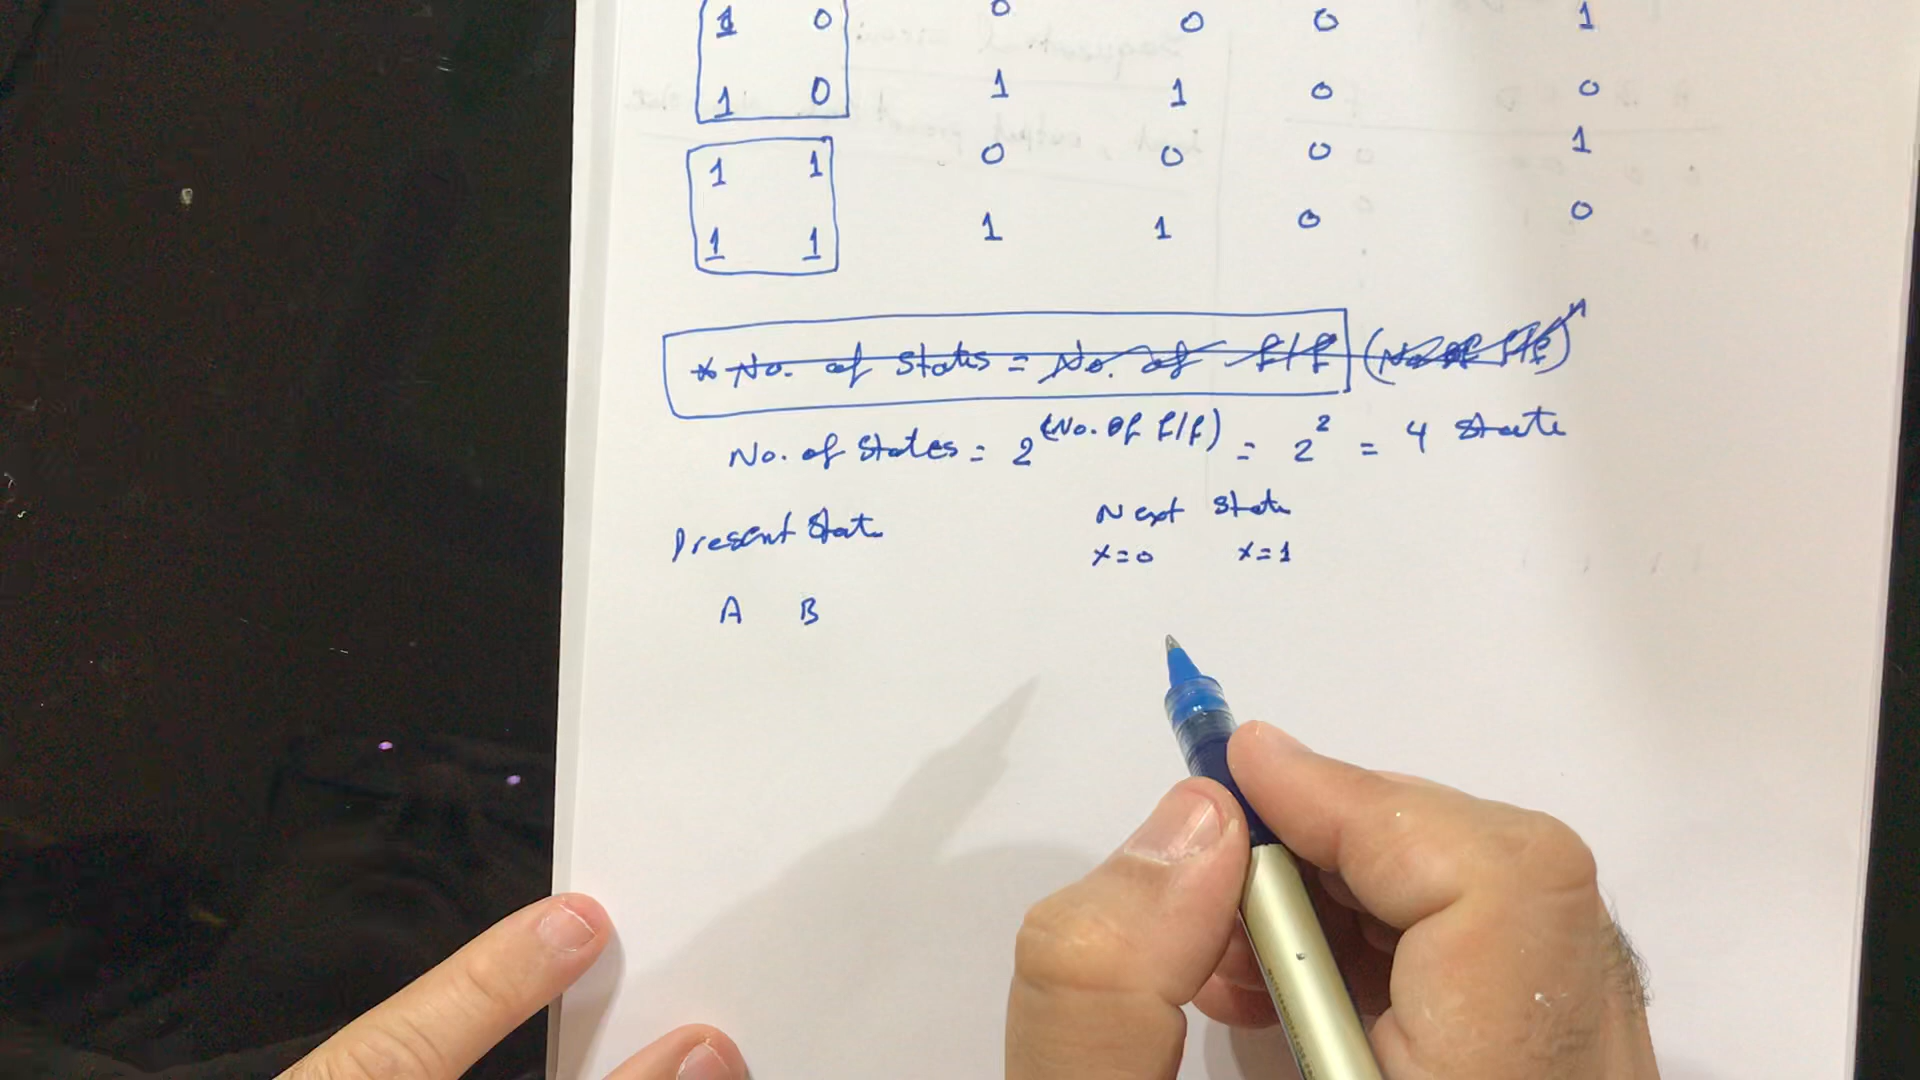 1 0 0 0 0 1
1 0 1 1 0 0
1 1 0 0 0 1
1 1 1 1 0 0
* No. of States = No. of f/f (No of f/f)
No. of States = 2^(No. of f/f) = 2^2 = 4 State
Present State Next State
x=0 x=1
A B